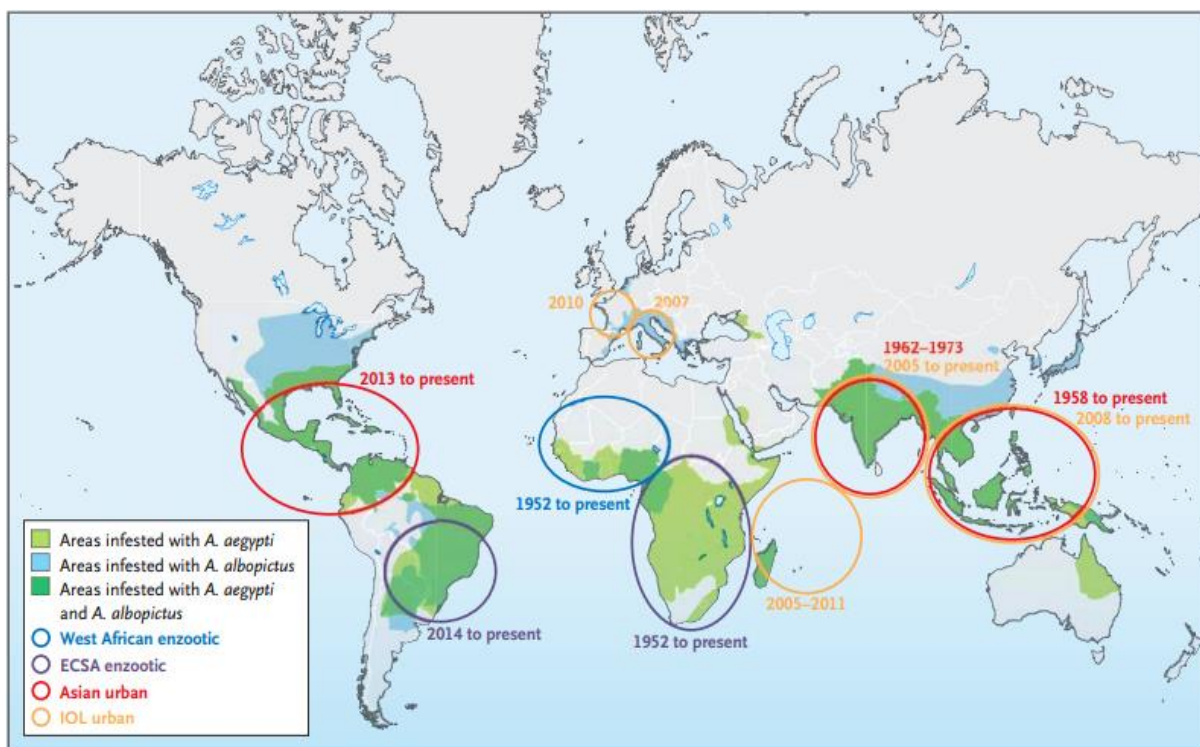 2010
2007
1962–1973
2005 to present
2013 to present
1958 to present
2008 to present
1952 to present
2005–2011
2014 to present
1952 to present
Areas infested with A. aegypti
Areas infested with A. albopictus
Areas infested with A. aegypti
and A. albopictus
West African enzootic
ECSA enzootic
Asian urban
IOL urban